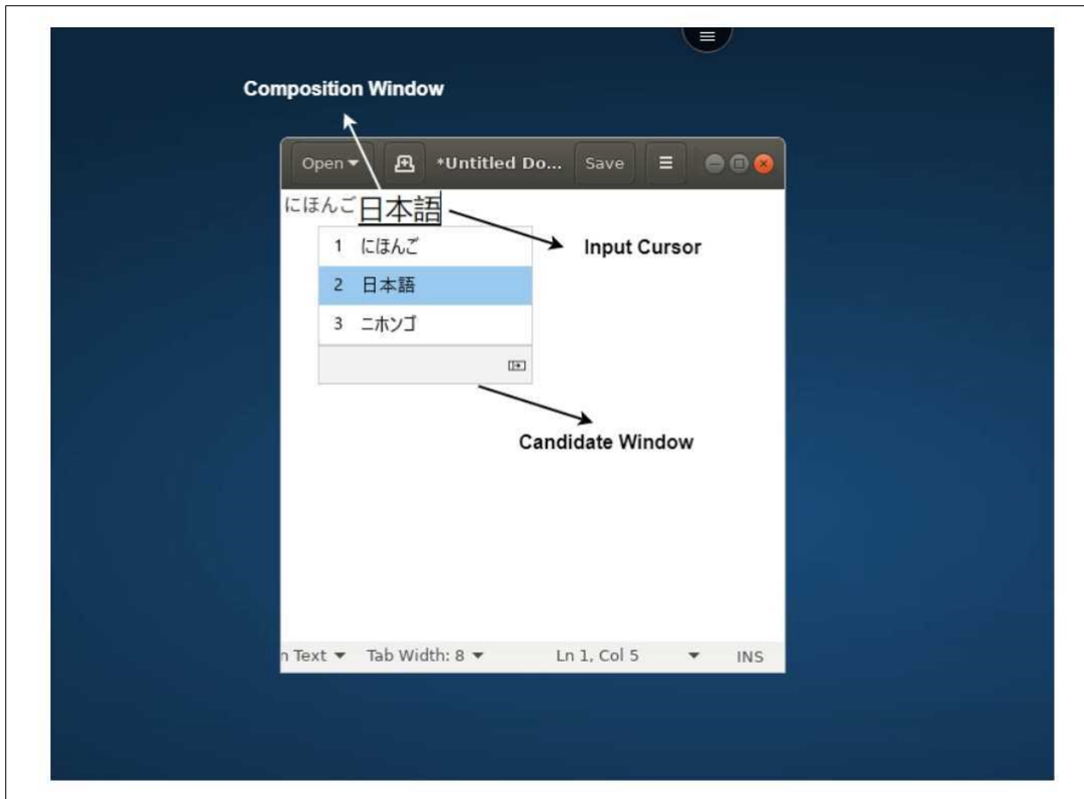 Composition Window
Open *Untitled Do... Save
にほんご日本語
1 にほんご
Input Cursor
2 日本語
3 ニホンゴ
Candidate Window
n Text Tab Width: 8 Ln 1, Col 5 INS